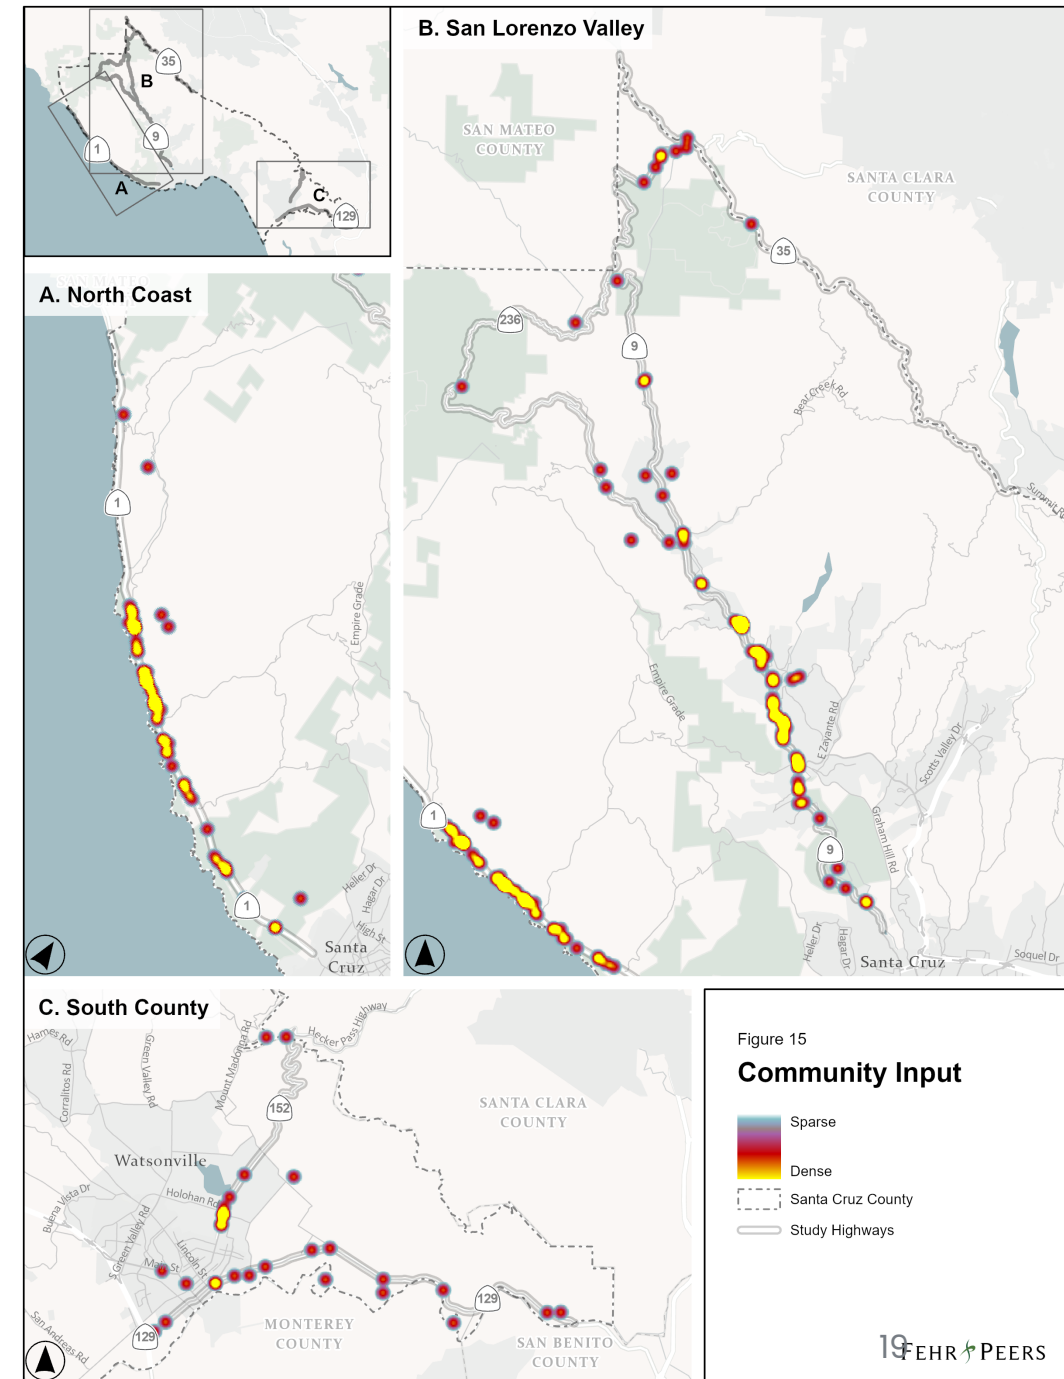 B
35
9
1
A
C
129
B. San Lorenzo Valley
SAN MATEO
COUNTY
SANTA CLARA
COUNTY
35
236
9
Bear Creek Rd
Empire Grade
E Zayante Rd
Scotts Valley Dr
Graham Hill Rd
1
9
Heller Dr
Hagar Dr
Santa Cruz
Soquel Dr
A. North Coast
1
Empire Grade
1
Heller Dr
Hagar Dr
High St
Santa
Cruz
C. South County
Hames Rd
Corralitos Rd
Green Valley Rd
Mount Madonna Rd
Hecker Pass Highway
152
SANTA CLARA
COUNTY
Watsonville
Holohan Rd
Buena Vista Dr
S Green Valley Rd
Lincoln St
Main St
San Andreas Rd
129
129
MONTEREY
COUNTY
SAN BENITO
COUNTY
Figure 15
Community Input
Sparse
Dense
Santa Cruz County
Study Highways
19
FEHR PEERS